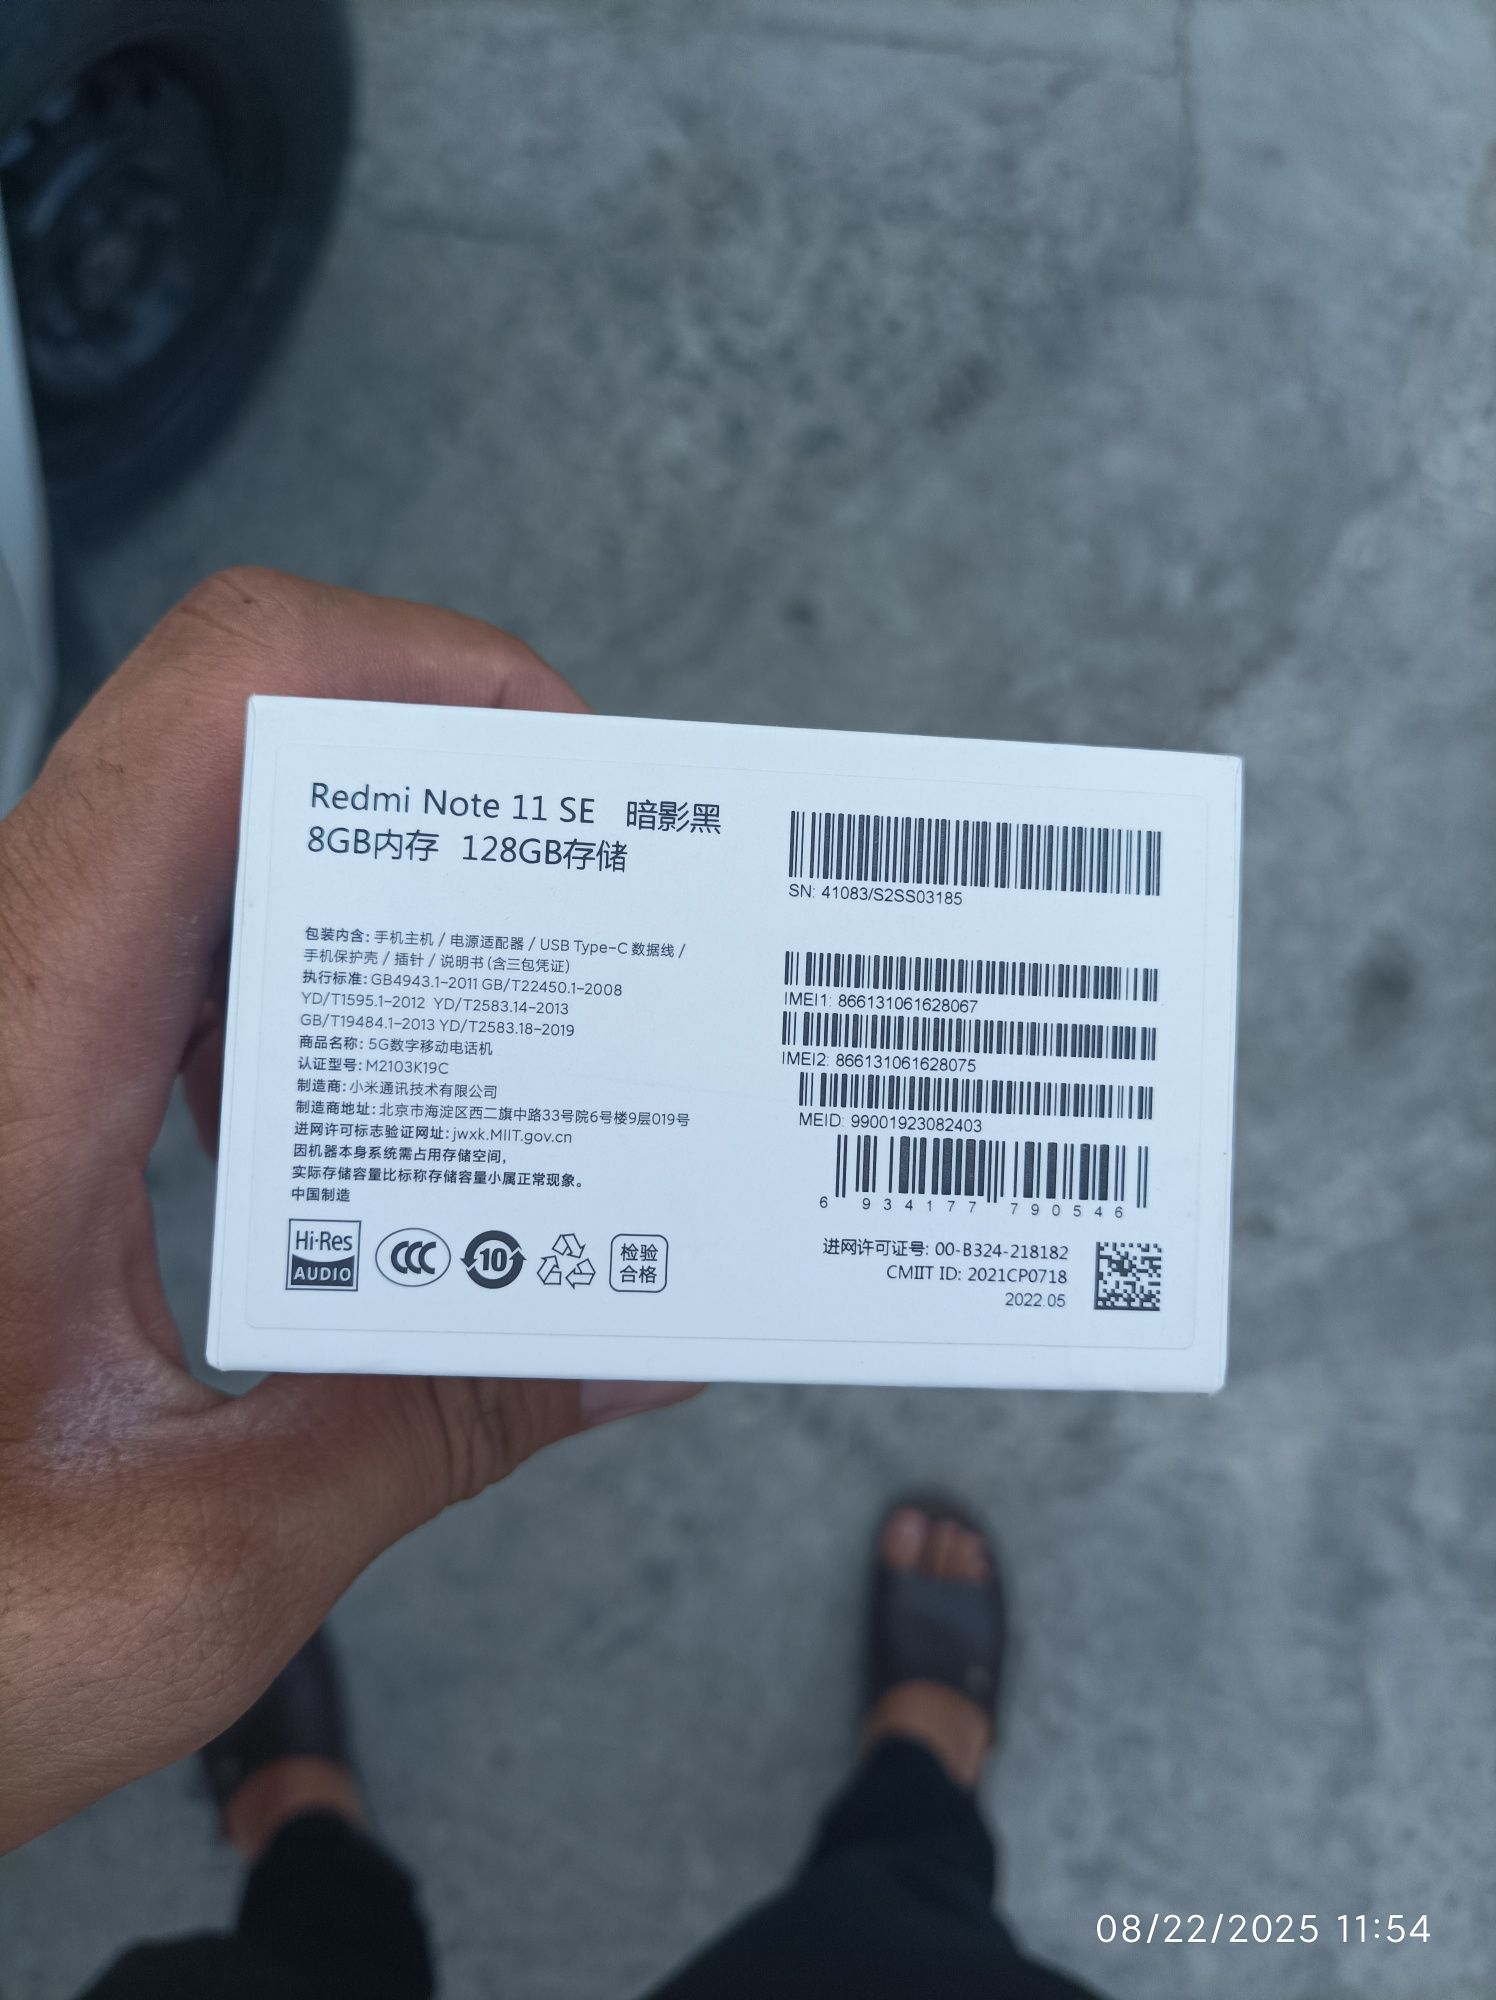 Redmi Note 11 SE 暗影黑
8GB内存 128GB存储
包装内含: 手机主机 / 电源适配器 / USB Type-C 数据线 /
手机保护壳 / 插针 / 说明书 (含三包凭证)
执行标准: GB4943.1-2011 GB/T22450.1-2008
YD/T1595.1-2012 YD/T2583.14-2013
GB/T19484.1-2013 YD/T2583.18-2019
商品名称: 5G数字移动电话机
认证型号: M2103K19C
制造商: 小米通讯技术有限公司
制造商地址: 北京市海淀区西二旗中路33号院6号楼9层019号
进网许可标志验证网址: jwxk.MIIT.gov.cn
因机器本身系统需占用存储空间,
实际存储容量比标称存储容量小属正常现象。
中国制造
Hi-Res
AUDIO
CCC
10
检验
合格
SN: 41083/S2SS03185
IMEI1: 866131061628067
IMEI2: 866131061628075
MEID: 99001923082403
6 934177 790546
进网许可证号: 00-B324-218182
CMIIT ID: 2021CP0718
2022.05
08/22/2025 11:54